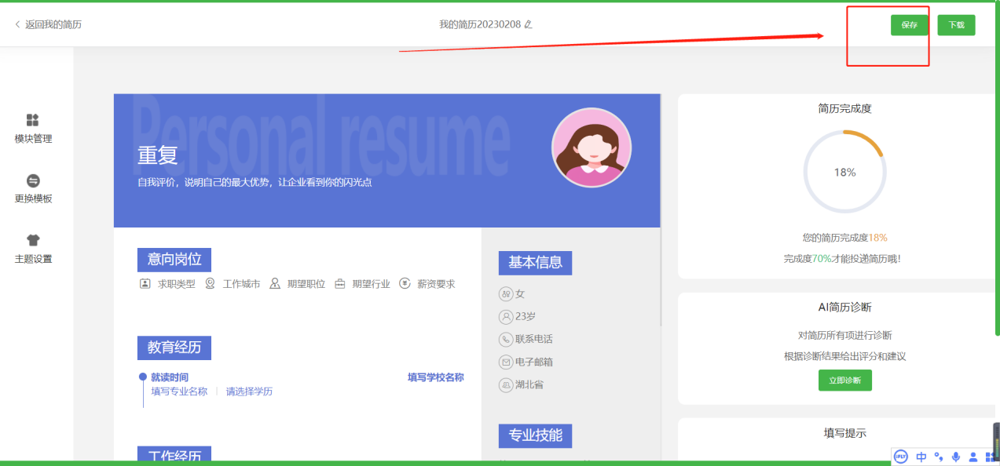 返回我的简历
我的简历20230208
保存
下载
模块管理
更换模板
主题设置
Personal resume
重复
自我评价，说明自己的最大优势，让企业看到你的闪光点
意向岗位
求职类型 工作城市 期望职位 期望行业 薪资要求
教育经历
就读时间 填写学校名称
填写专业名称 请选择学历
工作经历
基本信息
女
23岁
联系电话
电子邮箱
湖北省
专业技能
简历完成度
18%
您的简历完成度18%
完成度70%才能投递简历哦！
AI简历诊断
对简历所有项进行诊断
根据诊断结果给出评分和建议
立即诊断
填写提示
iFLY 中